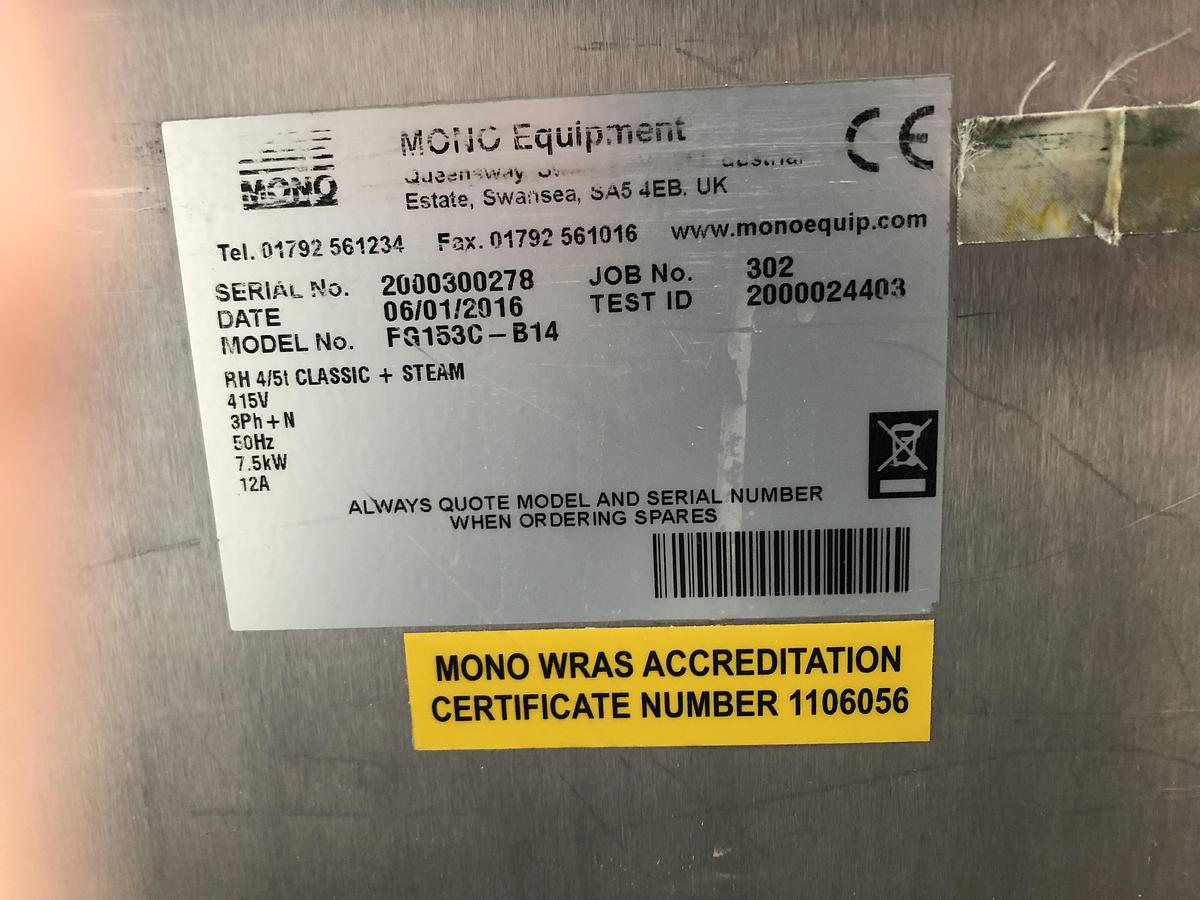 MONO
MONO Equipment
Queensway
Estate, Swansea, SA5 4EB. UK
CE
Tel. 01792 561234 Fax. 01792 561016 www.monoequip.com
SERIAL No. 2000300278 JOB No. 302
DATE 06/01/2016 TEST ID 2000024403
MODEL No. FG153C-B14
RH 4/5t CLASSIC + STEAM
415V
3Ph + N
50Hz
7.5kW
12A
ALWAYS QUOTE MODEL AND SERIAL NUMBER
WHEN ORDERING SPARES
MONO WRAS ACCREDITATION
CERTIFICATE NUMBER 1106056